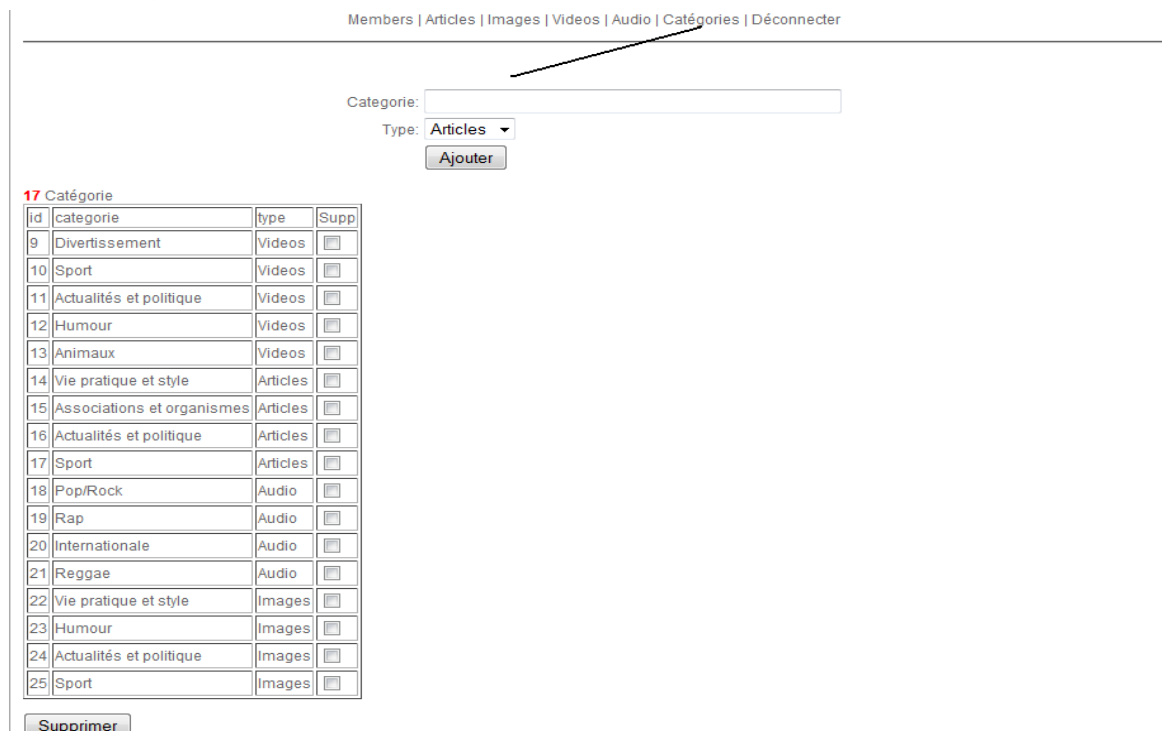 Members | Articles | Images | Videos | Audio | Catégories | Déconnecter
Categorie:
Type: Articles
Ajouter
17 Catégorie
id categorie type Supp
9 Divertissement Videos
10 Sport Videos
11 Actualités et politique Videos
12 Humour Videos
13 Animaux Videos
14 Vie pratique et style Articles
15 Associations et organismes Articles
16 Actualités et politique Articles
17 Sport Articles
18 Pop/Rock Audio
19 Rap Audio
20 Internationale Audio
21 Reggae Audio
22 Vie pratique et style Images
23 Humour Images
24 Actualités et politique Images
25 Sport Images
Supprimer